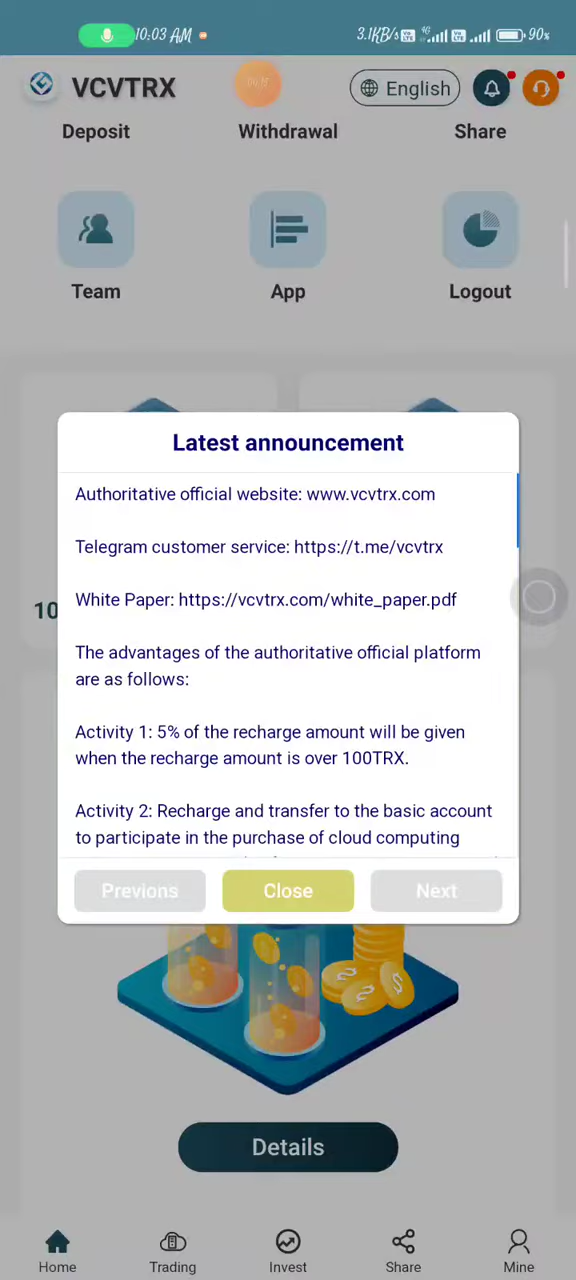 10:03 AM
3.1KB/s 4G 90%
VCVTRX
English
Deposit
Withdrawal
Share
Team
App
Logout
Latest announcement
Authoritative official website: www.vcvtrx.com
Telegram customer service: https://t.me/vcvtrx
White Paper: https://vcvtrx.com/white_paper.pdf
10
The advantages of the authoritative official platform
are as follows:
Activity 1: 5% of the recharge amount will be given
when the recharge amount is over 100TRX.
Activity 2: Recharge and transfer to the basic account
to participate in the purchase of cloud computing
Previons
Close
Next
Details
Home
Trading
Invest
Share
Mine